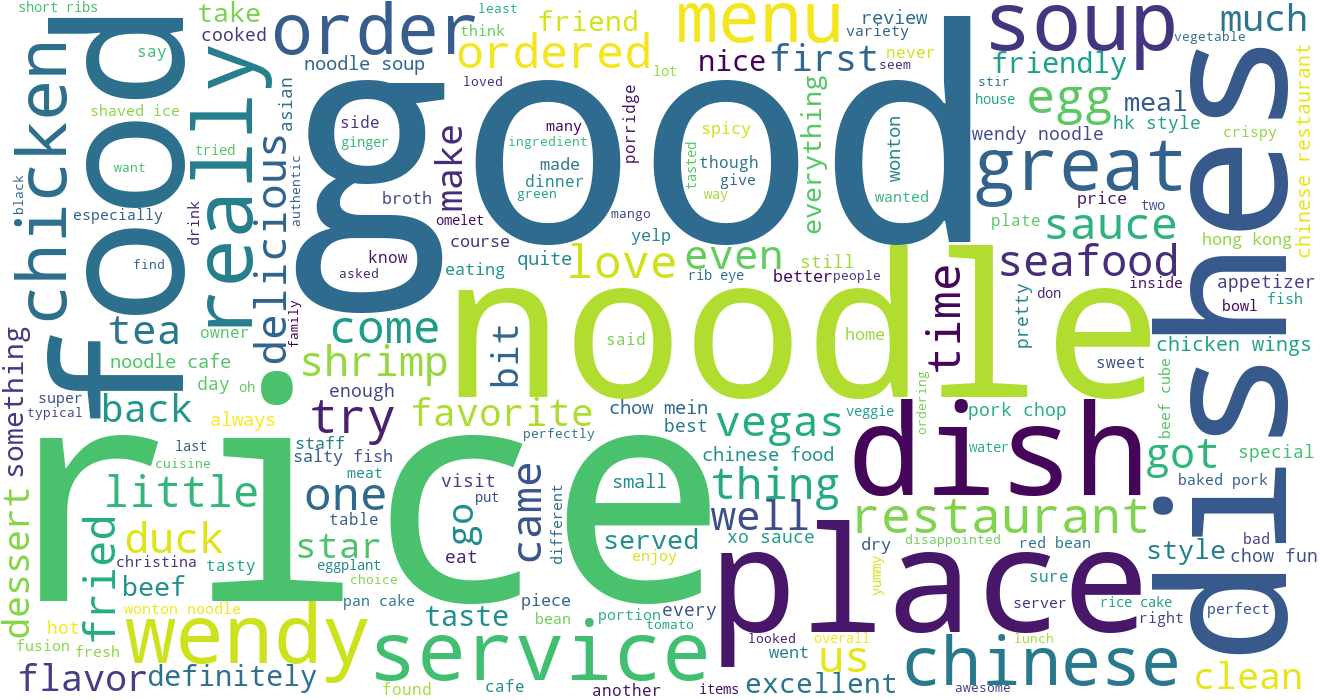 short ribs
take
cooked
order
ordered
friend
least
think
menu
review
variety
never
seem
soup
much
vegetable
chicken
food
say
really
shaved ice
want
tried
find
black
especially
drink
asian
delicious
authentic
family
noodle soup
loved
lot
nice
first
friendly
egg
meal
hk style
crispy
chinese restaurant
stir
house
good
side
ginger
broth
know
asked
make
omelet
many
ingredient
made
dinner
green
porridge
spicy
tasted
though
give
way
everything
wonton
wanted
wendy noodle
great
price
two
plate
sauce
hong kong
dishes
mango
course
eating
quite
yelp
love
even
rib eye
still
better
people
seafood
time
don
inside
appetizer
fish
bowl
pretty
tea
owner
noodle cafe
day
oh
come
shrimp
bit
noodle
said
home
sweet
chicken wings
something
super
typical
back
always
enough
try
favorite
chow mein
best
perfectly
vegas
veggie
ordering
pork chop
water
beef cube
dish
got
special
baked pork
rice
last
cuisine
little
staff
salty fish
meat
one
table
visit
put
came
different
small
chinese food
thing
well
restaurant
dessert
fried
duck
christina
tasty
beef
star
eggplant
choice
go
eat
served
enjoy
xo sauce
dry
disappointed
red bean
style
bad
chow fun
wonton noodle
hot
fusion
fresh
wendy
pan cake
taste
piece
bean
portion
tomato
every
place
yummy
sure
server
rice cake
right
perfect
flavor
definitely
service
found
cafe
another
items
looked
went
overall
us
excellent
chinese
lunch
awesome
clean